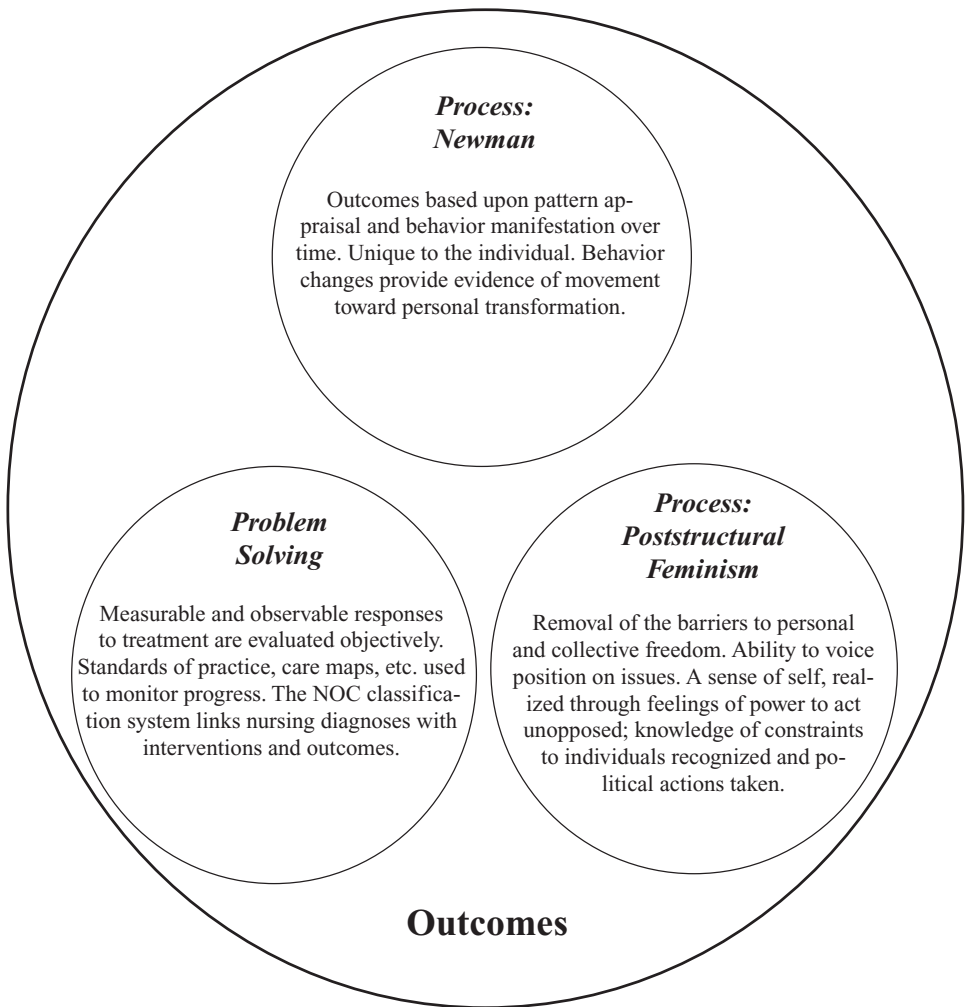 Process:
Newman
Outcomes based upon pattern ap-
praisal and behavior manifestation over
time. Unique to the individual. Behavior
changes provide evidence of movement
toward personal transformation.
Problem
Solving
Measurable and observable responses
to treatment are evaluated objectively.
Standards of practice, care maps, etc. used
to monitor progress. The NOC classifica-
tion system links nursing diagnoses with
interventions and outcomes.
Process:
Poststructural
Feminism
Removal of the barriers to personal
and collective freedom. Ability to voice
position on issues. A sense of self, real-
ized through feelings of power to act
unopposed; knowledge of constraints
to individuals recognized and po-
litical actions taken.
Outcomes